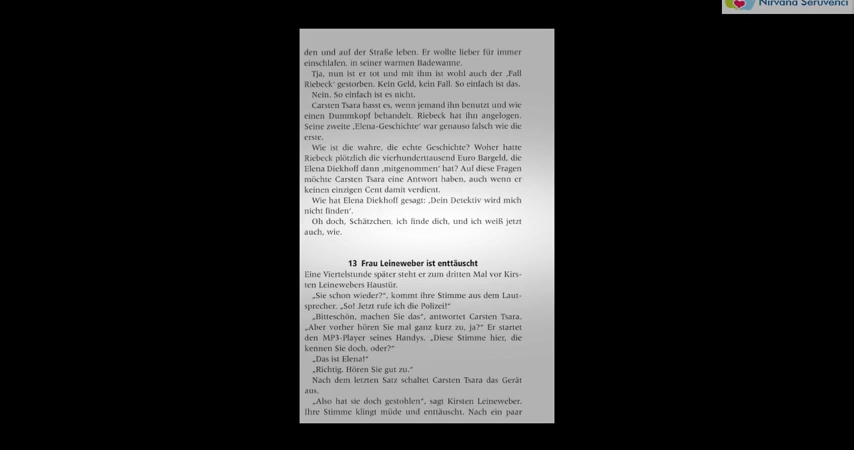 Nirvana Serüvenci
den und auf der Straße leben. Er wollte lieber für immer
einschlafen, in seiner warmen Badewanne.
Tja, nun ist er tot und mit ihm ist wohl auch der ‚Fall
Riebeck‘ gestorben. Kein Geld, kein Fall. So einfach ist das.
Nein. So einfach ist es nicht.
Carsten Tsara hasst es, wenn jemand ihn benutzt und wie
einen Dummkopf behandelt. Riebeck hat ihn angelogen.
Seine zweite ‚Elena-Geschichte‘ war genauso falsch wie die
erste.
Wie ist die wahre, die echte Geschichte? Woher hatte
Riebeck plötzlich die vierhunderttausend Euro Bargeld, die
Elena Diekhoff dann ‚mitgenommen‘ hat? Auf diese Fragen
möchte Carsten Tsara eine Antwort haben, auch wenn er
keinen einzigen Cent damit verdient.
Wie hat Elena Diekhoff gesagt: ‚Dein Detektiv wird mich
nicht finden‘.
Oh doch, Schätzchen, ich finde dich, und ich weiß jetzt
auch, wie.
13 Frau Leineweber ist enttäuscht
Eine Viertelstunde später steht er zum dritten Mal vor Kirs-
ten Leinewebers Haustür.
„Sie schon wieder?“, kommt ihre Stimme aus dem Laut-
sprecher. „So! Jetzt rufe ich die Polizei!“
„Bitteschön, machen Sie das“, antwortet Carsten Tsara.
„Aber vorher hören Sie mal ganz kurz zu, ja?“ Er startet
den MP3-Player seines Handys. „Diese Stimme hier, die
kennen Sie doch, oder?“
„Das ist Elena!“
„Richtig. Hören Sie gut zu.“
Nach dem letzten Satz schaltet Carsten Tsara das Gerät
aus.
„Also hat sie doch gestohlen“, sagt Kirsten Leineweber.
Ihre Stimme klingt müde und enttäuscht. Nach ein paar